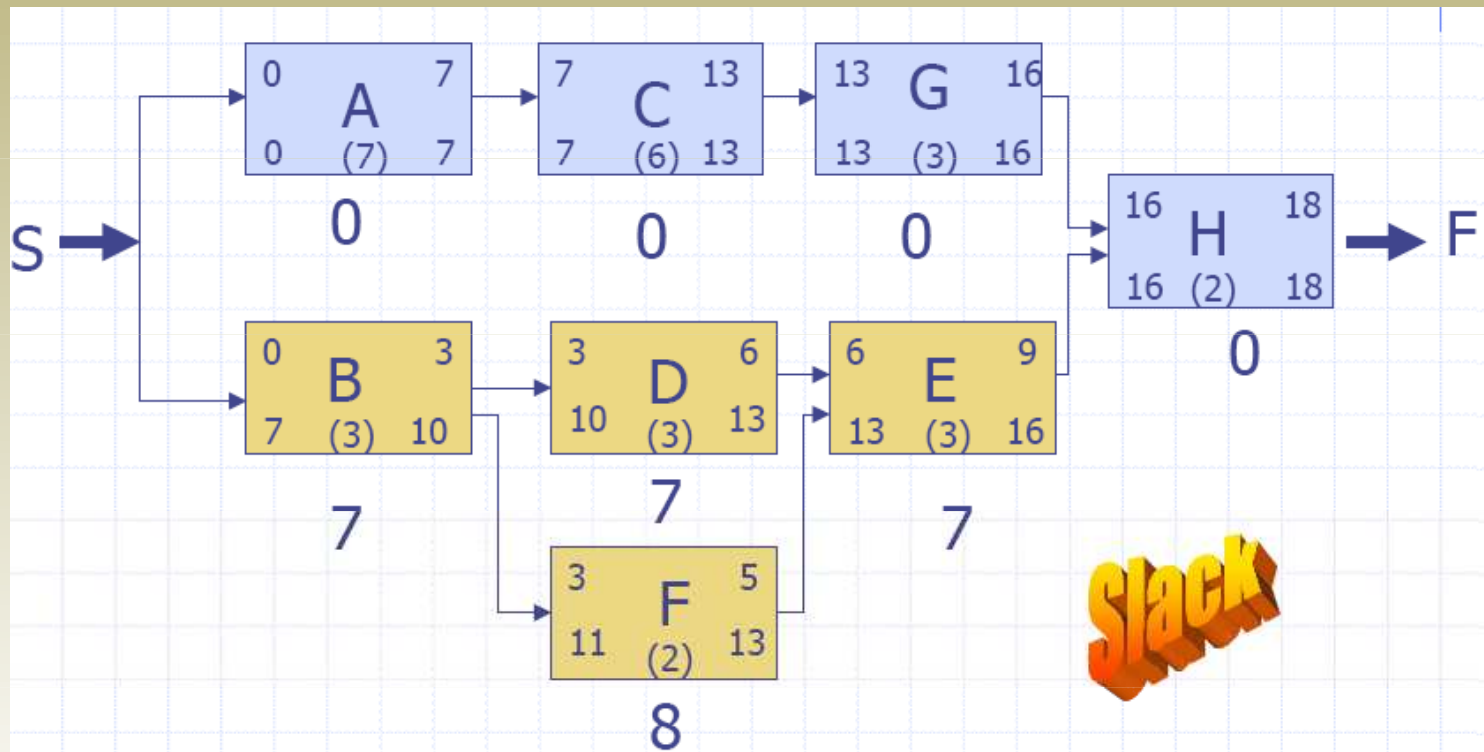 0 7 7 13 13 16
A C G
0 (7) 7 7 (6) 13 13 (3) 16
0 0 0
16 18
S H F
16 (2) 18
0
0 3 3 6 6 9
B D E
7 (3) 10 10 (3) 13 13 (3) 16
7 7 7
3 5
F
11 (2) 13
8
Slack